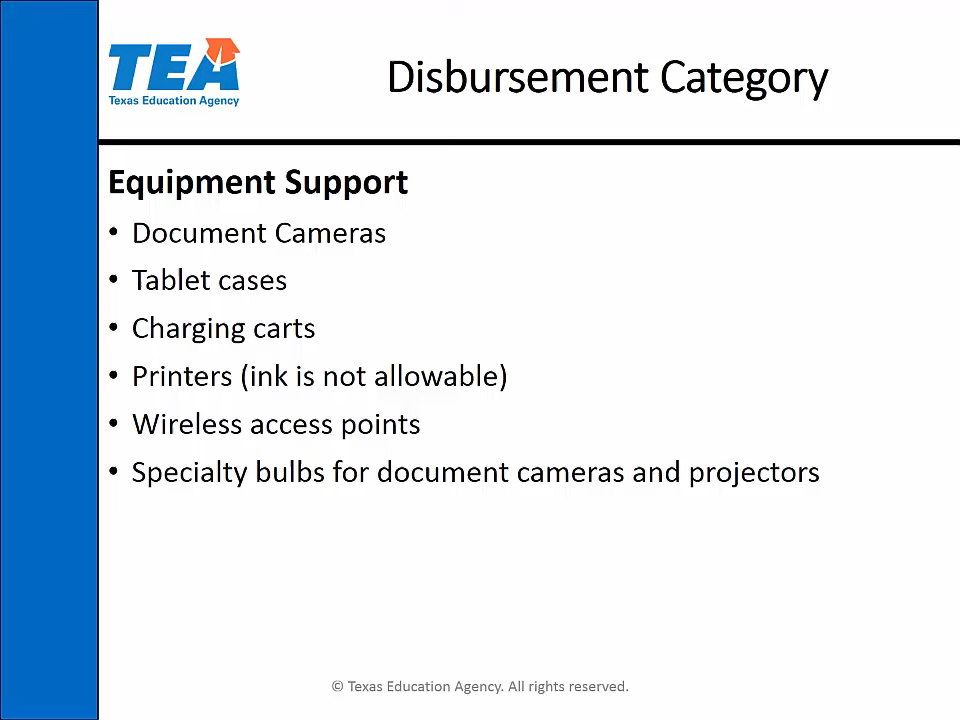 TEA
Texas Education Agency
Disbursement Category
Equipment Support
• Document Cameras
• Tablet cases
• Charging carts
• Printers (ink is not allowable)
• Wireless access points
• Specialty bulbs for document cameras and projectors
© Texas Education Agency. All rights reserved.